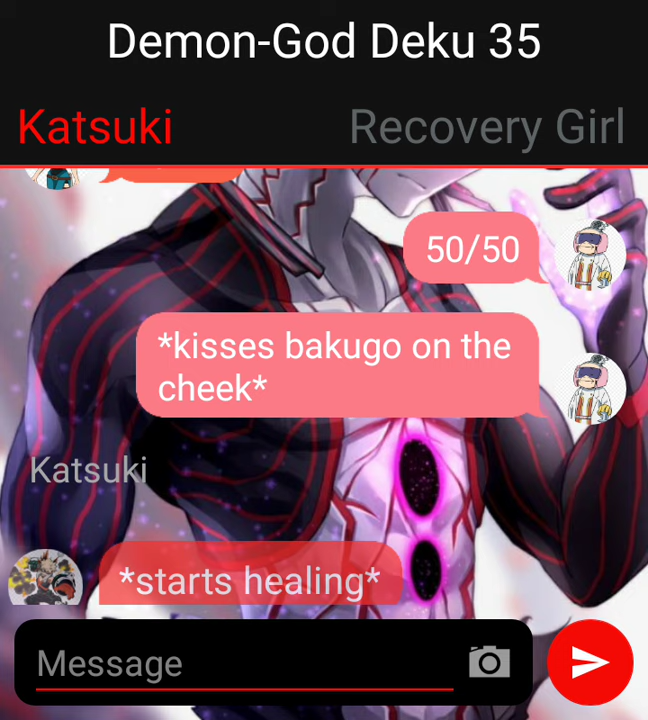 Demon-God Deku 35
Katsuki
Recovery Girl
50/50
*kisses bakugo on the
cheek*
Katsuki
*starts healing*
Message